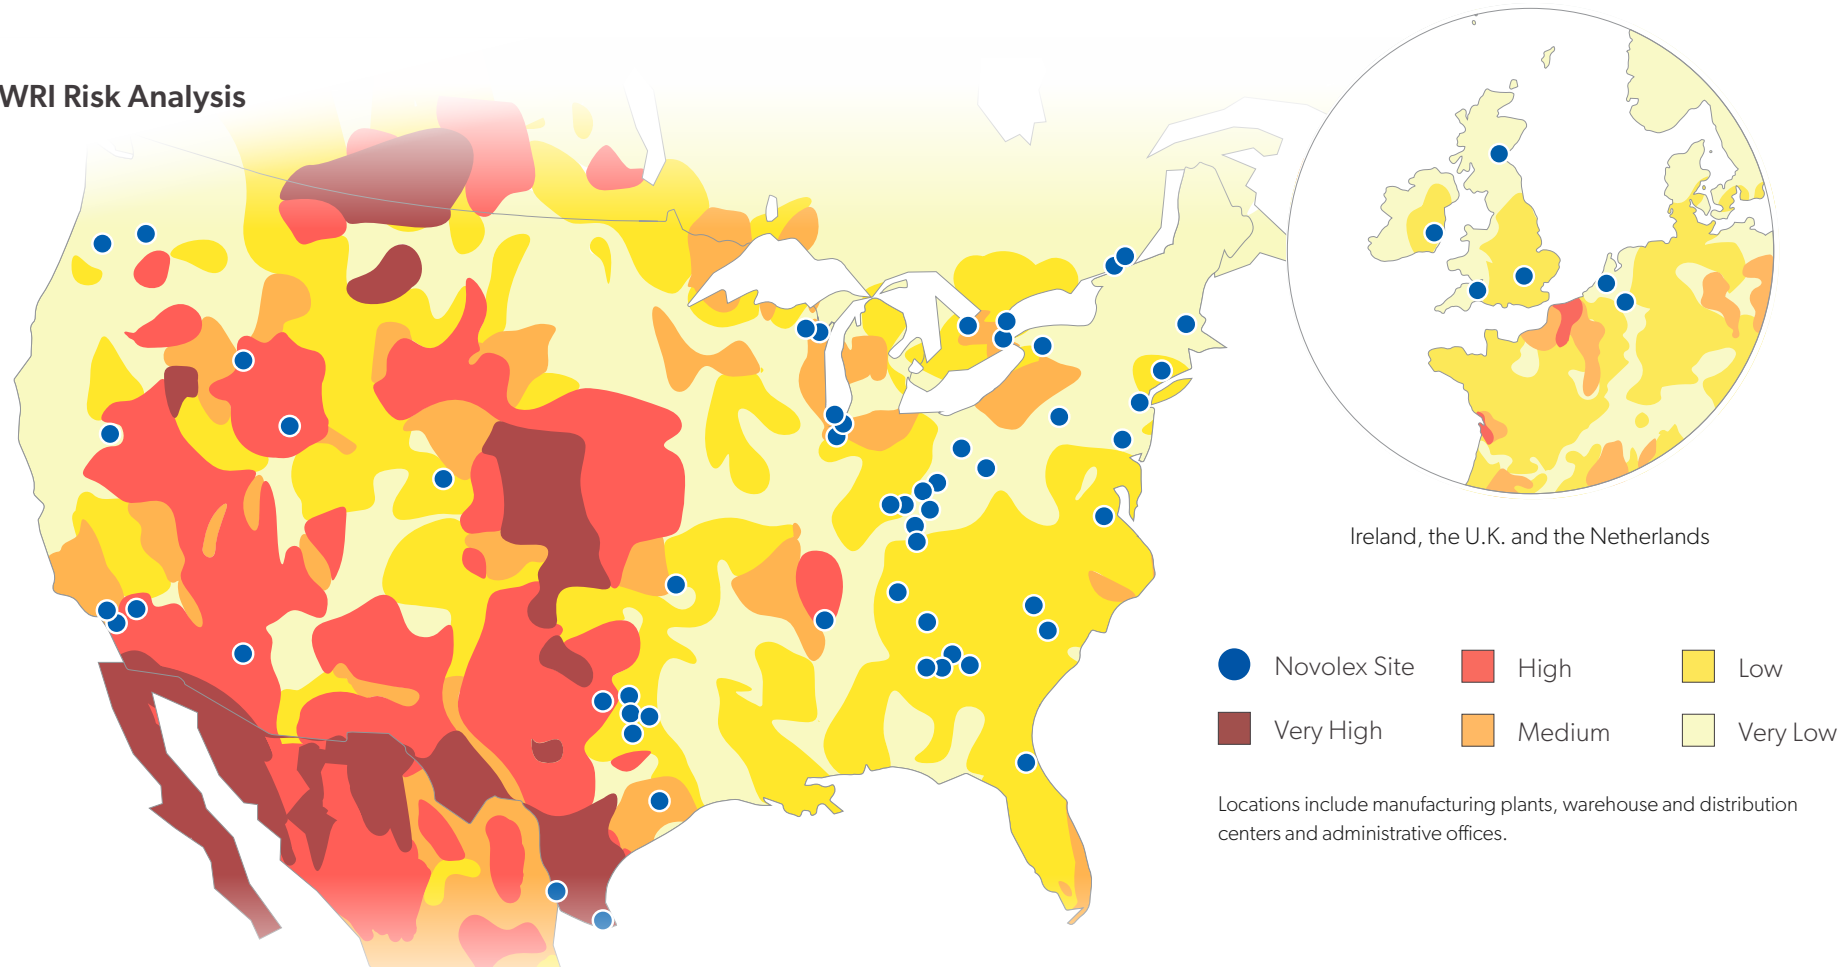 WRI Risk Analysis
Ireland, the U.K. and the Netherlands
Novolex Site
High
Low
Very High
Medium
Very Low
Locations include manufacturing plants, warehouse and distribution
centers and administrative offices.